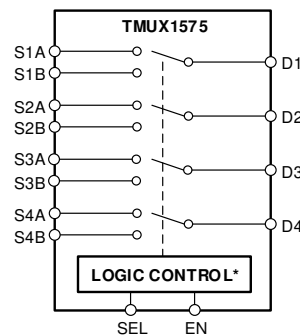 TMUX1575
S1A
S1B
D1
S2A
S2B
D2
S3A
S3B
D3
S4A
S4B
D4
LOGIC CONTROL*
SEL EN